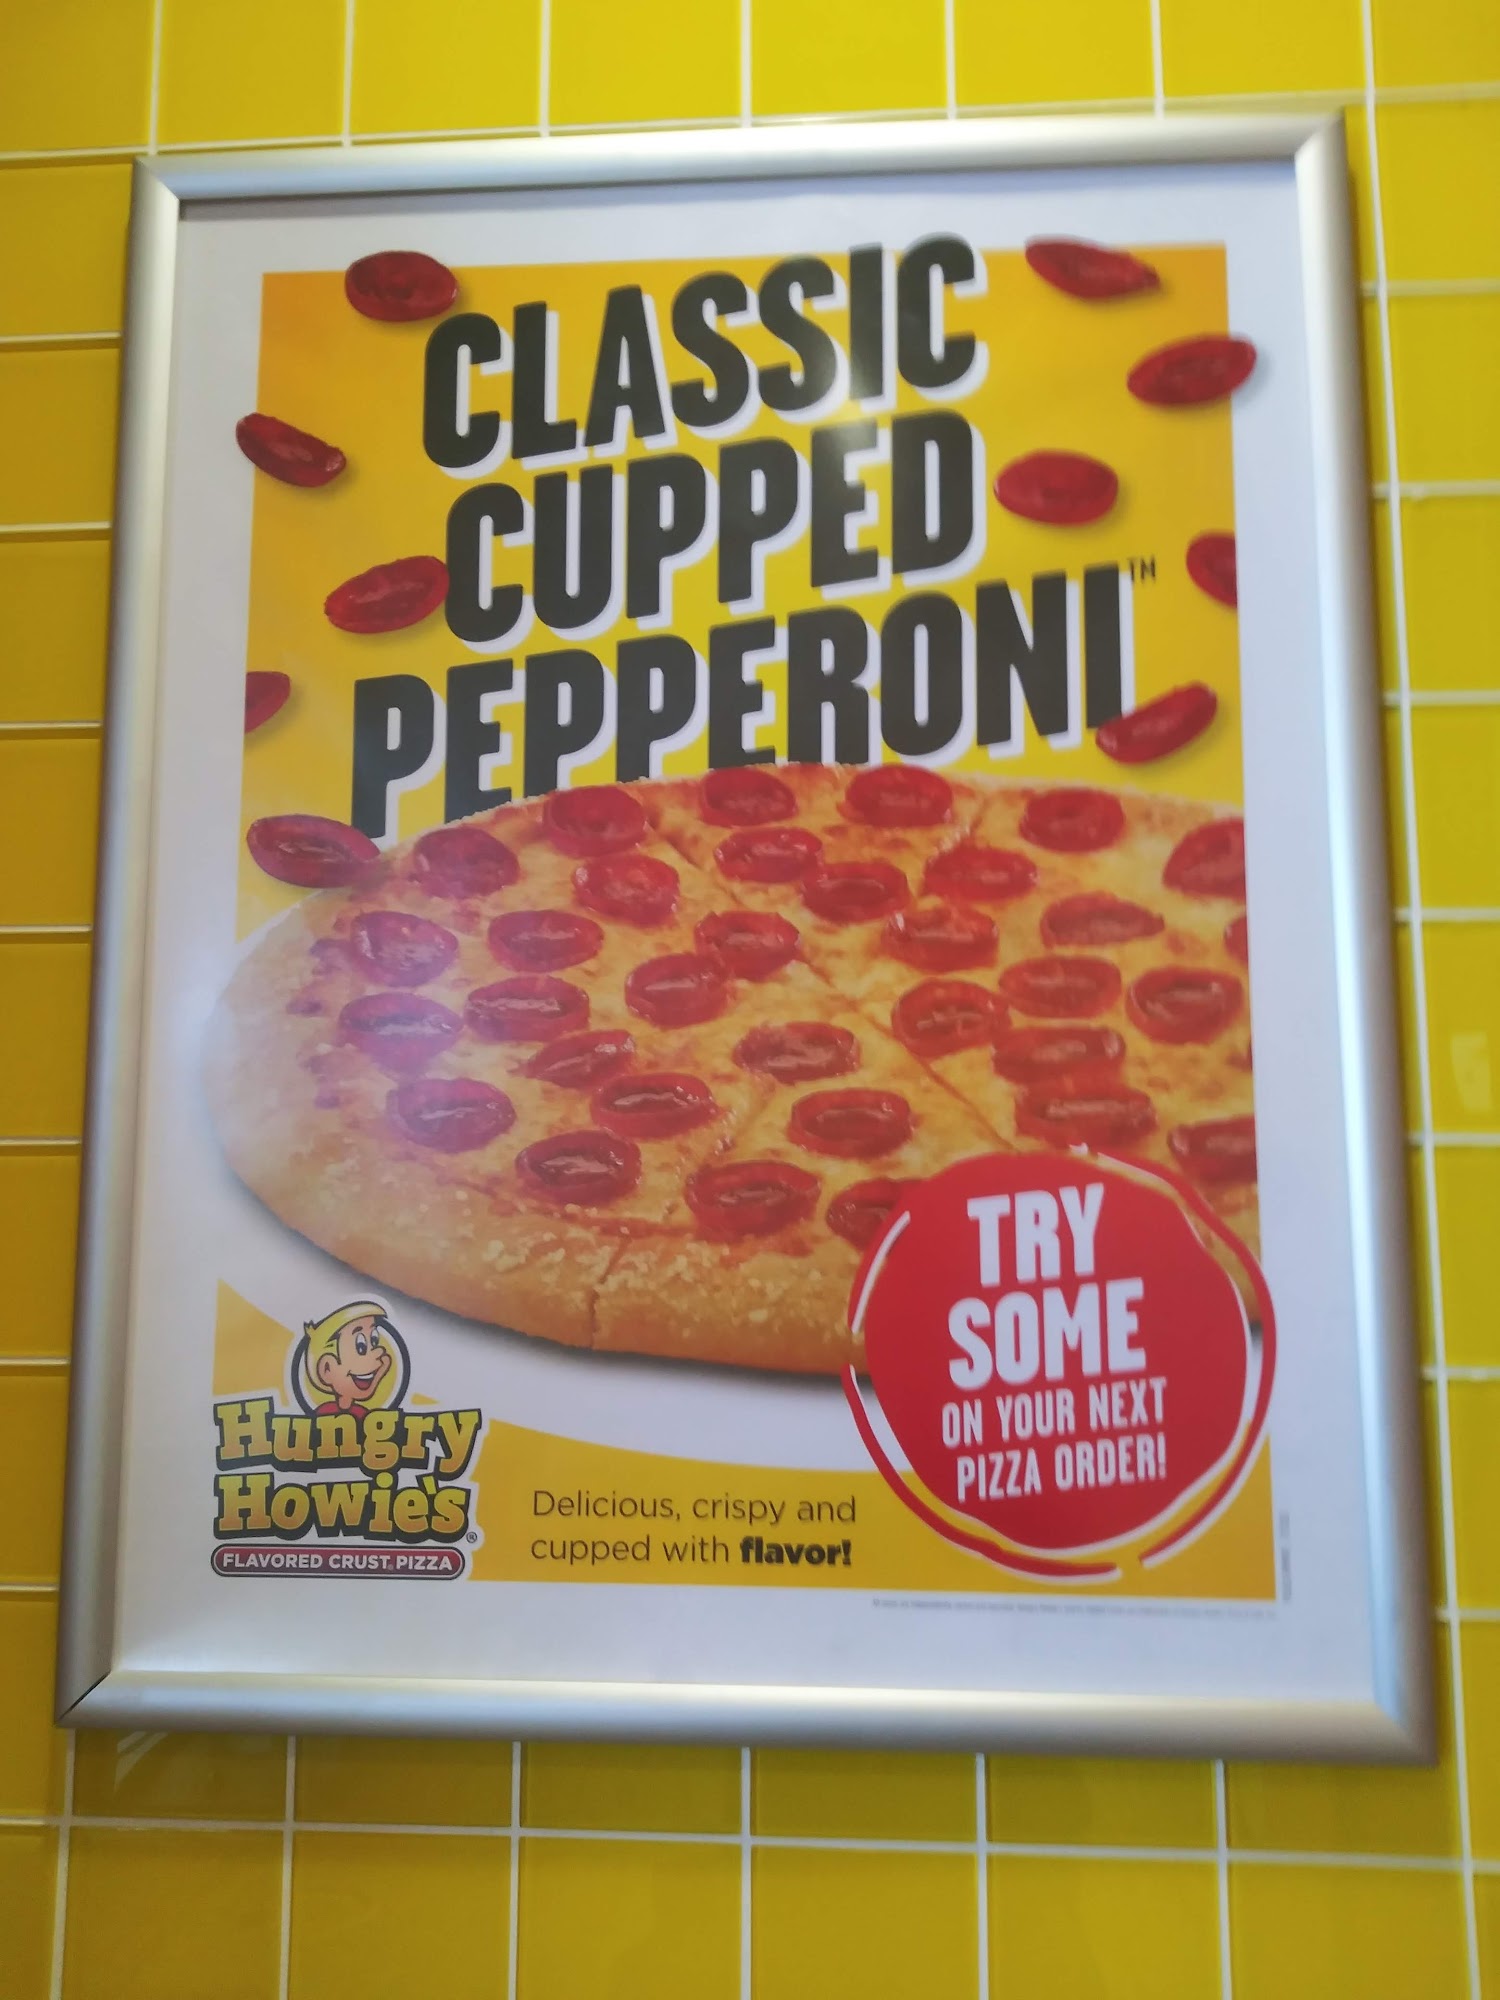 CLASSIC
CUPPED
PEPPERONI™
TRY
SOME
ON YOUR NEXT
PIZZA ORDER!
Hungry
Howie's®
FLAVORED CRUST® PIZZA
Delicious, crispy and
cupped with flavor!